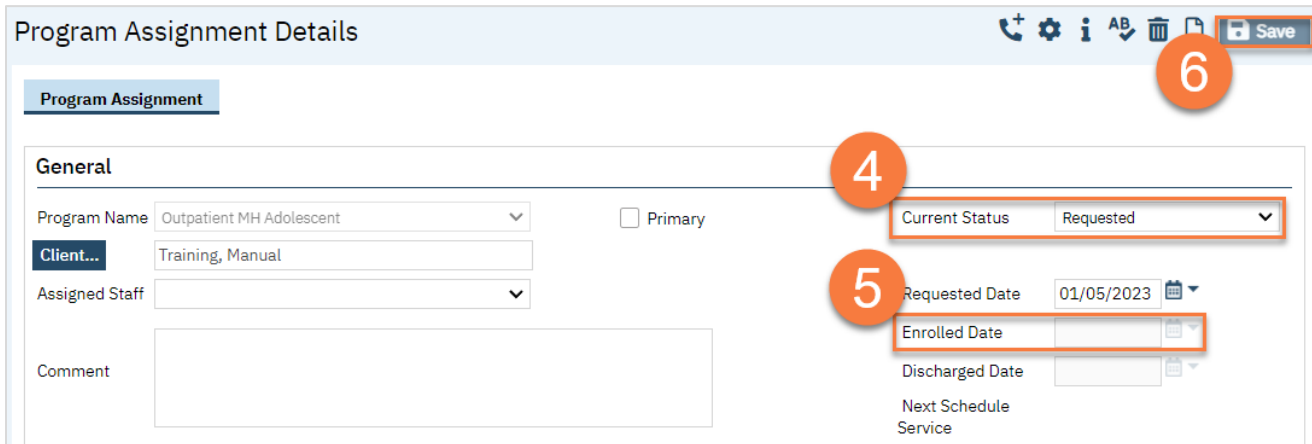 Program Assignment Details
AB
Save
6
Program Assignment
General
4
Program Name Outpatient MH Adolescent Primary Current Status Requested
Client... Training, Manual
5
Assigned Staff Requested Date 01/05/2023
Enrolled Date
Comment Discharged Date
Next Schedule
Service